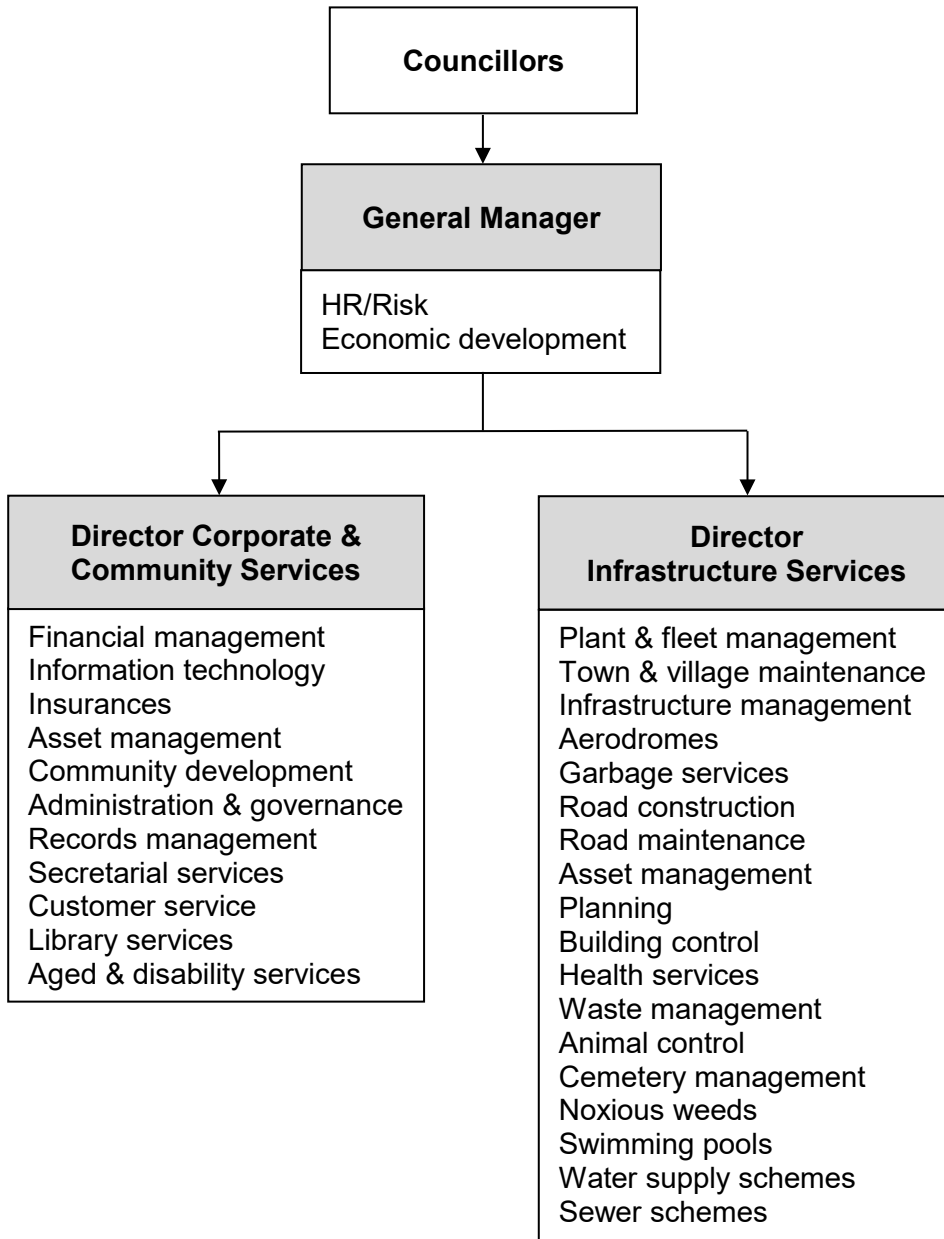 Councillors
General Manager
HR/Risk
Economic development
Director Corporate &
Community Services
Financial management
Information technology
Insurances
Asset management
Community development
Administration & governance
Records management
Secretarial services
Customer service
Library services
Aged & disability services
Director
Infrastructure Services
Plant & fleet management
Town & village maintenance
Infrastructure management
Aerodromes
Garbage services
Road construction
Road maintenance
Asset management
Planning
Building control
Health services
Waste management
Animal control
Cemetery management
Noxious weeds
Swimming pools
Water supply schemes
Sewer schemes